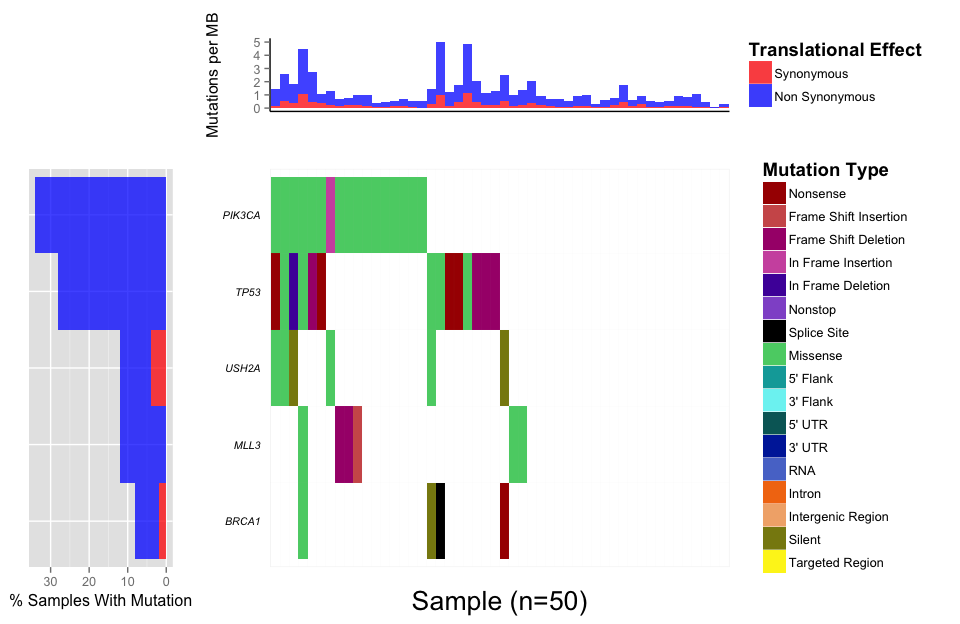 Mutations per MB
5
4
3
2
1
0
Translational Effect
Synonymous
Non Synonymous
PIK3CA
TP53
USH2A
MLL3
BRCA1
Mutation Type
Nonsense
Frame Shift Insertion
Frame Shift Deletion
In Frame Insertion
In Frame Deletion
Nonstop
Splice Site
Missense
5' Flank
3' Flank
5' UTR
3' UTR
RNA
Intron
Intergenic Region
Silent
Targeted Region
30 20 10 0
% Samples With Mutation
Sample (n=50)